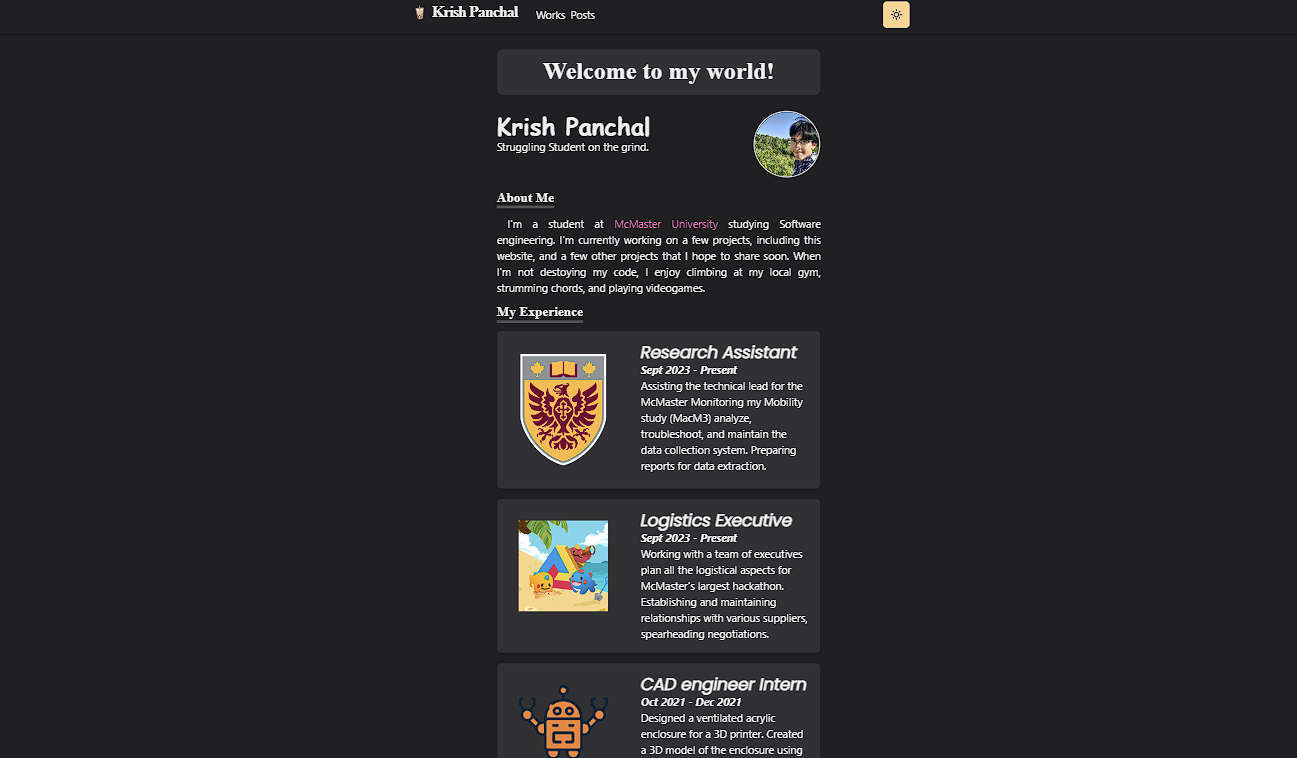 Krish Panchal
Works Posts
Welcome to my world!
Krish Panchal
Struggling Student on the grind.
About Me
I'm a student at McMaster University studying Software
engineering. I'm currently working on a few projects, including this
website, and a few other projects that I hope to share soon. When
I'm not destoying my code, I enjoy climbing at my local gym,
strumming chords, and playing videogames.
My Experience
Research Assistant
Sept 2023 - Present
Assisting the technical lead for the
McMaster Monitoring my Mobility
study (MacM3) analyze,
troubleshoot, and maintain the
data collection system. Preparing
reports for data extraction.
Logistics Executive
Sept 2023 - Present
Working with a team of executives
plan all the logistical aspects for
McMaster's largest hackathon.
Establishing and maintaining
relationships with various suppliers,
spearheading negotiations.
CAD engineer Intern
Oct 2021 - Dec 2021
Designed a ventilated acrylic
enclosure for a 3D printer. Created
a 3D model of the enclosure using